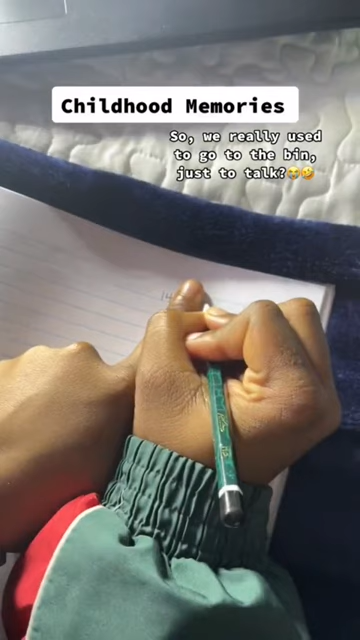 Childhood Memories
So, we really used
to go to the bin,
just to talk?😭🤣